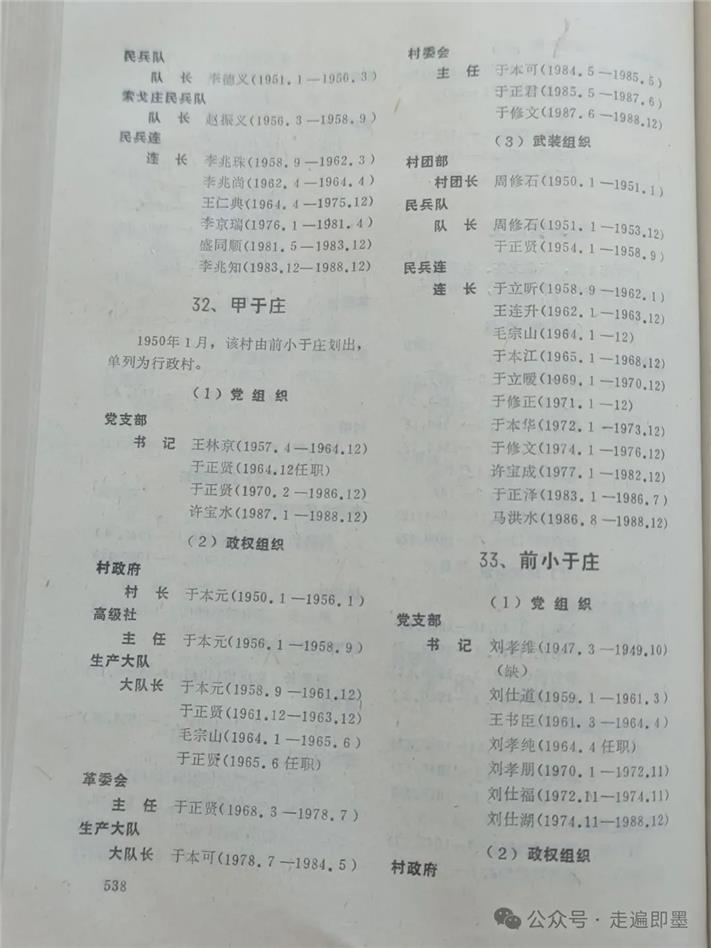 民兵队
队 长 李德义(1951.1—1956.3)
索戈庄民兵队
队 长 赵振义(1956.3—1958.9)
民兵连
连 长 李兆珠(1958.9—1962.3)
李兆尚(1962.4—1964.4)
王仁典(1964.4—1975.12)
李京瑞(1976.1—1981.4)
盛同顺(1981.5—1983.12)
李兆知(1983.12—1988.12)
32、甲于庄
1950年1月,该村由前小于庄划出,
单列为行政村。
(1)党组织
党支部
书 记 王林京(1957.4—1964.12)
于正贤(1964.12任职)
于正贤(1970.2—1986.12)
许宝水(1987.1—1988.12)
(2)政权组织
村政府
村 长 于本元(1950.1—1956.1)
高级社
主 任 于本元(1956.1—1958.9)
生产大队
大队长 于本元(1958.9—1961.12)
于正贤(1961.12—1963.12)
毛宗山(1964.1—1965.6)
于正贤(1965.6任职)
革委会
主 任 于正贤(1968.3—1978.7)
生产大队
大队长 于本可(1978.7—1984.5)
538
村委会
主 任 于本可(1984.5—1985.5)
于正君(1985.5—1987.6)
于修文(1987.6—1988.12)
(3)武装组织
村团部
村团长 周修石(1950.1—1951.1)
民兵队
队 长 周修石(1951.1—1953.12)
于正贤(1954.1—1958.9)
民兵连
连 长 于立昕(1958.9—1962.1)
王连升(1962.1—1963.12)
毛宗山(1964.1—12)
于本江(1965.1—1968.12)
于立暖(1969.1—1970.12)
于修正(1971.1—12)
于本华(1972.1—1973.12)
于修文(1974.1—1976.12)
许宝成(1977.1—1982.12)
于正泽(1983.1—1986.7)
马洪水(1986.8—1988.12)
33、前小于庄
(1)党组织
党支部
书 记 刘孝维(1947.3—1949.10)
(缺)
刘仕道(1959.1—1961.3)
王书臣(1961.3—1964.4)
刘孝纯(1964.4任职)
刘孝朋(1970.1—1972.11)
刘仕福(1972.11—1974.11)
刘仕湖(1974.11—1988.12)
(2)政权组织
村政府
公众号·走遍即墨